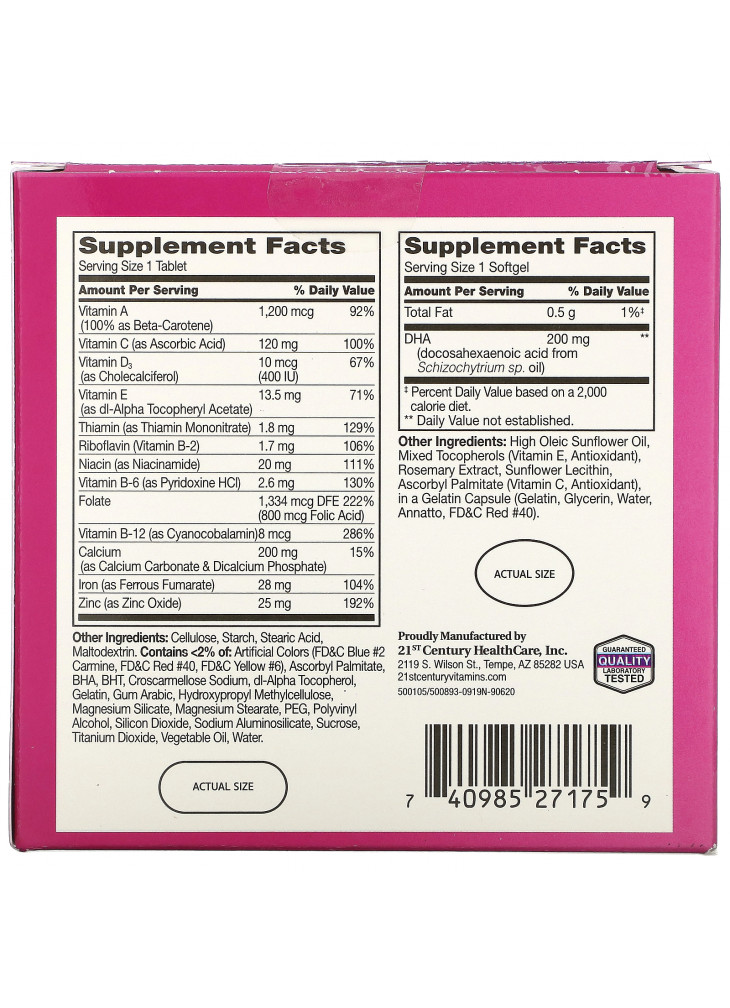 Supplement Facts
Serving Size 1 Tablet
Amount Per Serving % Daily Value
Vitamin A 1,200 mcg 92%
(100% as Beta-Carotene)
Vitamin C (as Ascorbic Acid) 120 mg 100%
Vitamin D3 10 mcg 67%
(as Cholecalciferol) (400 IU)
Vitamin E 13.5 mg 71%
(as dl-Alpha Tocopheryl Acetate)
Thiamin (as Thiamin Mononitrate) 1.8 mg 129%
Riboflavin (Vitamin B-2) 1.7 mg 106%
Niacin (as Niacinamide) 20 mg 111%
Vitamin B-6 (as Pyridoxine HCl) 2.6 mg 130%
Folate 1,334 mcg DFE 222%
(800 mcg Folic Acid)
Vitamin B-12 (as Cyanocobalamin) 8 mcg 286%
Calcium 200 mg 15%
(as Calcium Carbonate & Dicalcium Phosphate)
Iron (as Ferrous Fumarate) 28 mg 104%
Zinc (as Zinc Oxide) 25 mg 192%
Other Ingredients: Cellulose, Starch, Stearic Acid,
Maltodextrin. Contains <2% of: Artificial Colors (FD&C Blue #2
Carmine, FD&C Red #40, FD&C Yellow #6), Ascorbyl Palmitate,
BHA, BHT, Croscarmellose Sodium, dl-Alpha Tocopherol,
Gelatin, Gum Arabic, Hydroxypropyl Methylcellulose,
Magnesium Silicate, Magnesium Stearate, PEG, Polyvinyl
Alcohol, Silicon Dioxide, Sodium Aluminosilicate, Sucrose,
Titanium Dioxide, Vegetable Oil, Water.
ACTUAL SIZE
Supplement Facts
Serving Size 1 Softgel
Amount Per Serving % Daily Value
Total Fat 0.5 g 1%‡
DHA 200 mg **
(docosahexaenoic acid from
Schizochytrium sp. oil)
‡ Percent Daily Value based on a 2,000
calorie diet.
** Daily Value not established.
Other Ingredients: High Oleic Sunflower Oil,
Mixed Tocopherols (Vitamin E, Antioxidant),
Rosemary Extract, Sunflower Lecithin,
Ascorbyl Palmitate (Vitamin C, Antioxidant),
in a Gelatin Capsule (Gelatin, Glycerin, Water,
Annatto, FD&C Red #40).
ACTUAL SIZE
Proudly Manufactured by
21ST Century HealthCare, Inc.
2119 S. Wilson St., Tempe, AZ 85282 USA
21stcenturyvitamins.com
500105/500893-0919N-90620
GUARANTEED
QUALITY
LABORATORY
TESTED
7 40985 27175 9